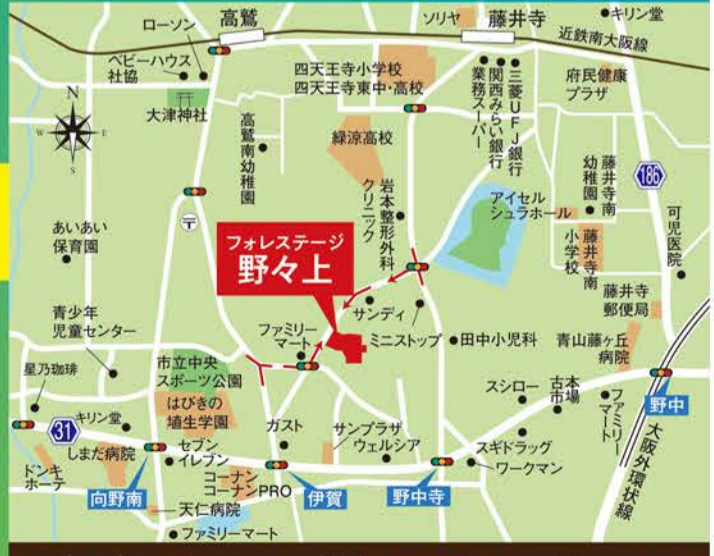 ローソン
高鷲
ソリヤ
藤井寺
キリン堂
近鉄南大阪線
ベビーハウス
社協
大津神社
四天王寺小学校
四天王寺東中・高校
業務スーパー
関西みらい銀行
三菱UFJ銀行
府民健康
プラザ
N
W
E
S
高鷲南幼稚園
緑涼高校
岩本整形外科
クリニック
アイセル
シュラホール
藤井寺南
幼稚園
186
藤井寺南
小学校
可児医院
〒
あいあい
保育園
フォレステージ
野々上
サンディ
ミニストップ
田中小児科
藤井寺
郵便局
青山藤ヶ丘
病院
青少年
児童センター
ファミリー
マート
市立中央
スポーツ公園
星乃珈琲
はびきの
埴生学園
31
キリン堂
しまだ病院
セブン
イレブン
ガスト
サンプラザ
ウェルシア
スシロー
古本
市場
ファミリー
マート
野中
大阪外環状線
スギドラッグ
ワークマン
ドンキ
ホーテ
向野南
コーナン
コーナンPRO
伊賀
野中寺
天仁病院
ファミリーマート